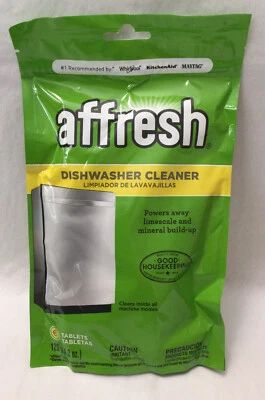 #1 Recommended by* Whirlpool KitchenAid MAYTAG
affresh
DISHWASHER CLEANER
LIMPIADOR DE LAVAVAJILLAS
Powers away
limescale and
mineral build-up
GOOD
HOUSEKEEPING
Cleans inside all
machine models
6 TABLETS
TABLETAS
CAUTION
PRECAUCIÓN